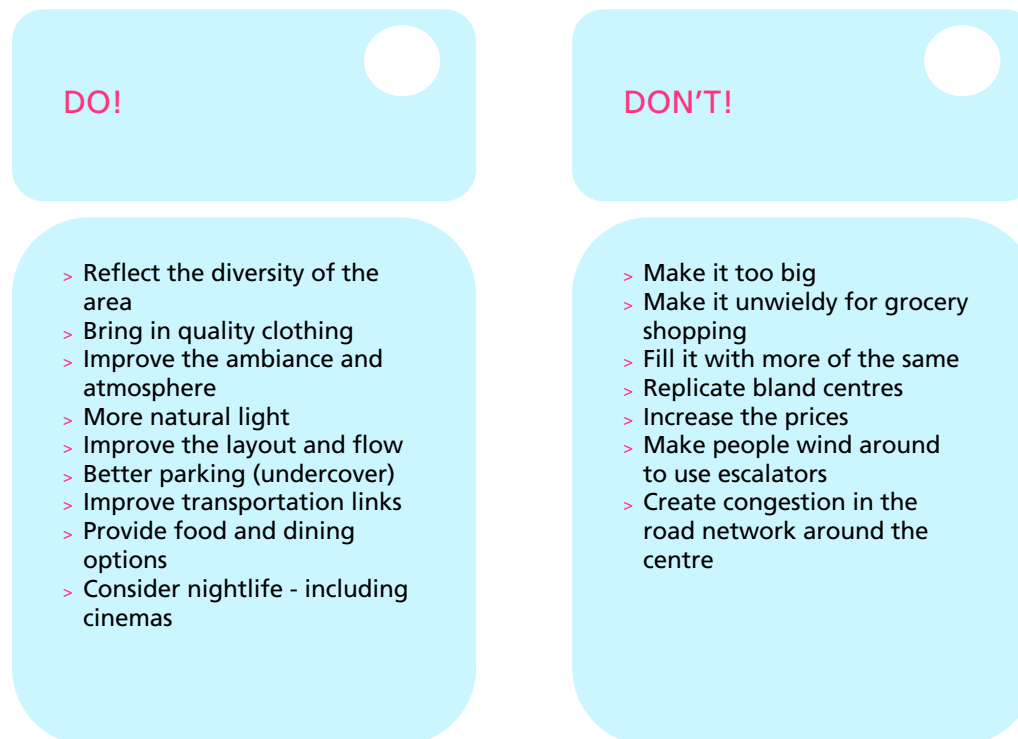 DO!
> Reflect the diversity of the
area
> Bring in quality clothing
> Improve the ambiance and
atmosphere
> More natural light
> Improve the layout and flow
> Better parking (undercover)
> Improve transportation links
> Provide food and dining
options
> Consider nightlife - including
cinemas
DON'T!
> Make it too big
> Make it unwieldy for grocery
shopping
> Fill it with more of the same
> Replicate bland centres
> Increase the prices
> Make people wind around
to use escalators
> Create congestion in the
road network around the
centre